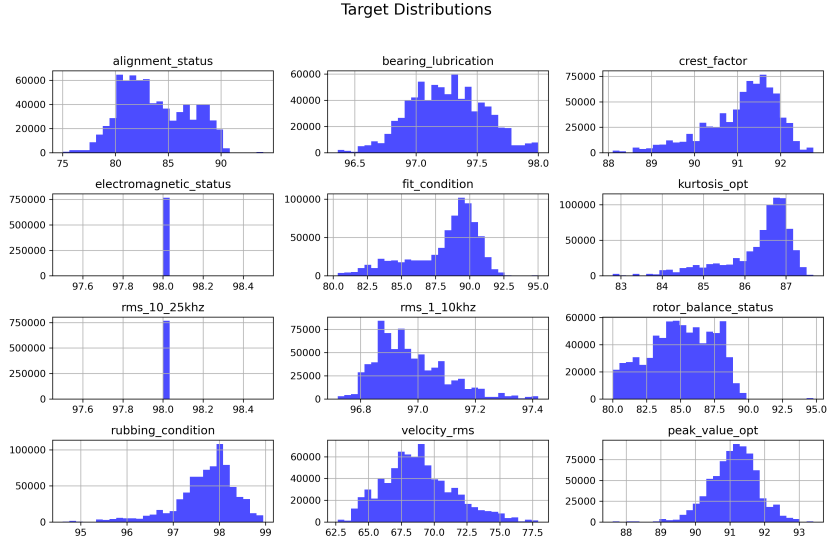 Target Distributions
alignment_status
bearing_lubrication
crest_factor
60000
40000
20000
0
75 80 85 90
60000
40000
20000
0
96.5 97.0 97.5 98.0
75000
50000
25000
0
88 89 90 91 92
electromagnetic_status
fit_condition
kurtosis_opt
750000
500000
250000
0
97.6 97.8 98.0 98.2 98.4
100000
50000
0
80.0 82.5 85.0 87.5 90.0 92.5 95.0
100000
50000
0
83 84 85 86 87
rms_10_25khz
rms_1_10khz
rotor_balance_status
750000
500000
250000
0
97.6 97.8 98.0 98.2 98.4
75000
50000
25000
0
96.8 97.0 97.2 97.4
60000
40000
20000
0
80.0 82.5 85.0 87.5 90.0 92.5 95.0
rubbing_condition
velocity_rms
peak_value_opt
100000
50000
0
95 96 97 98 99
60000
40000
20000
0
62.5 65.0 67.5 70.0 72.5 75.0 77.5
75000
50000
25000
0
88 89 90 91 92 93